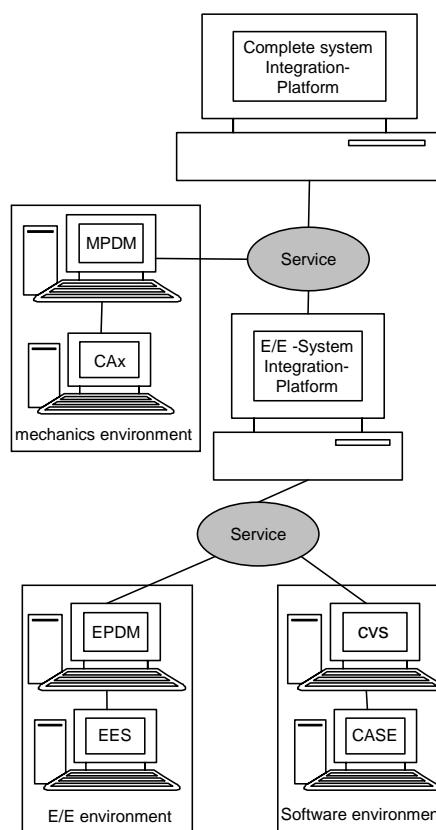 Complete system
Integration-
Platform
MPDM
Service
CAx
E/E -System
Integration-
Platform
mechanics environment
Service
EPDM
CVS
EES
CASE
E/E environment
Software environment